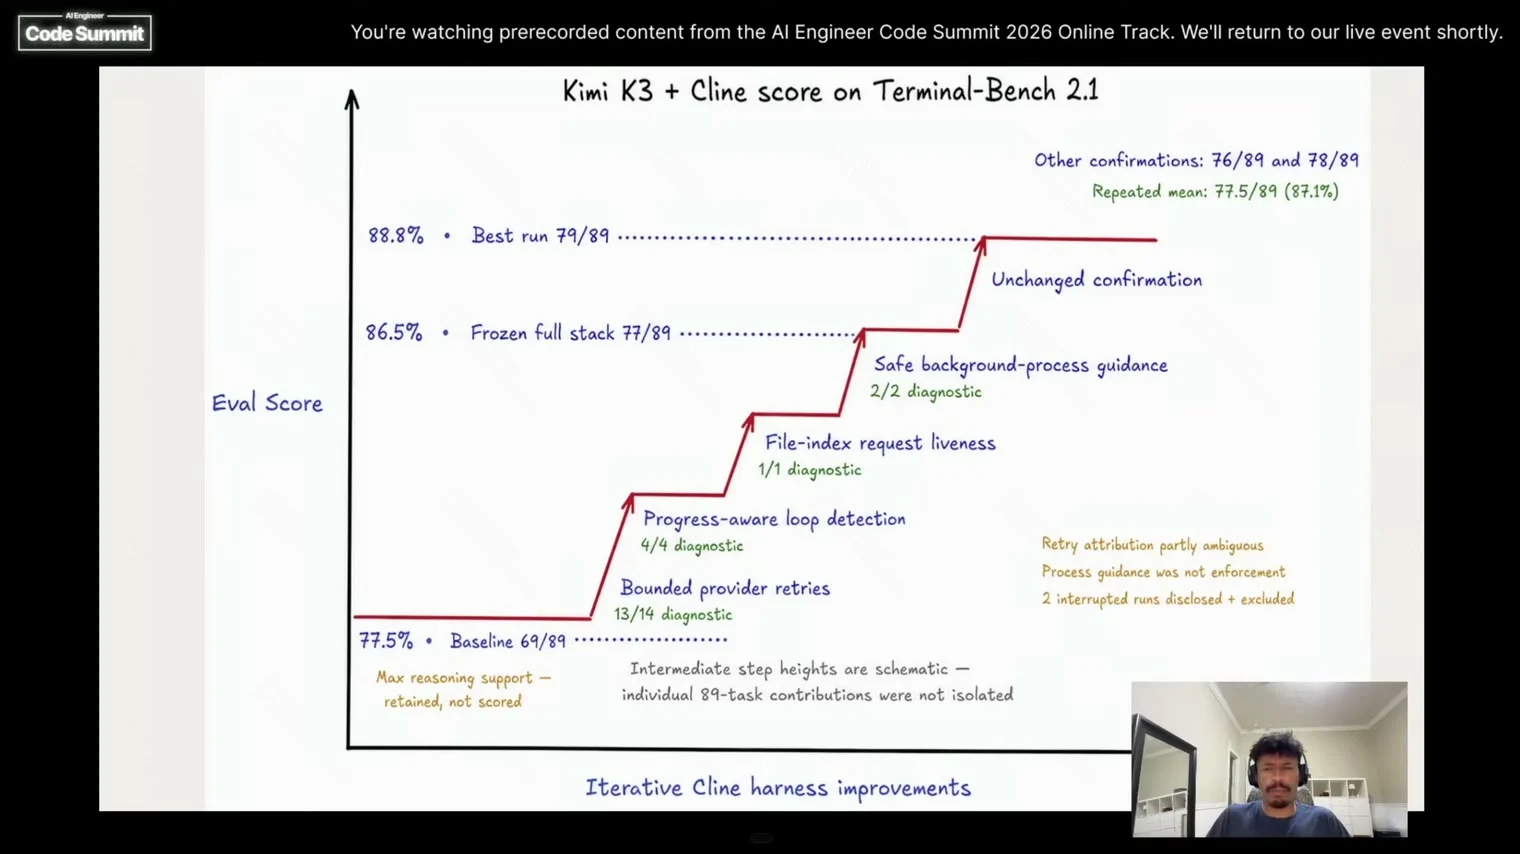 AI Engineer
Code Summit
You're watching prerecorded content from the AI Engineer Code Summit 2026 Online Track. We'll return to our live event shortly.
Kimi K3 + Cline score on Terminal-Bench 2.1
Other confirmations: 76/89 and 78/89
Repeated mean: 77.5/89 (87.1%)
88.8% • Best run 79/89
Unchanged confirmation
86.5% • Frozen full stack 77/89
Safe background-process guidance
2/2 diagnostic
Eval Score
File-index request liveness
1/1 diagnostic
Progress-aware loop detection
4/4 diagnostic
Retry attribution partly ambiguous
Process guidance was not enforcement
2 interrupted runs disclosed + excluded
Bounded provider retries
13/14 diagnostic
77.5% • Baseline 69/89
Max reasoning support —
retained, not scored
Intermediate step heights are schematic —
individual 89-task contributions were not isolated
Iterative Cline harness improvements